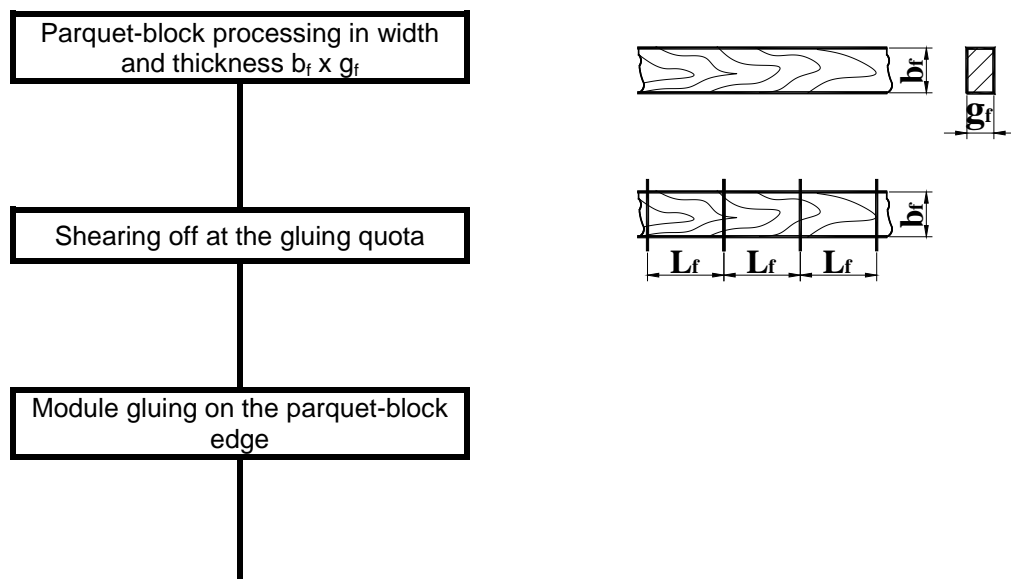 Parquet-block processing in width
and thickness bf x gf
bf
gf
Shearing off at the gluing quota
bf
Lf Lf Lf
Module gluing on the parquet-block
edge